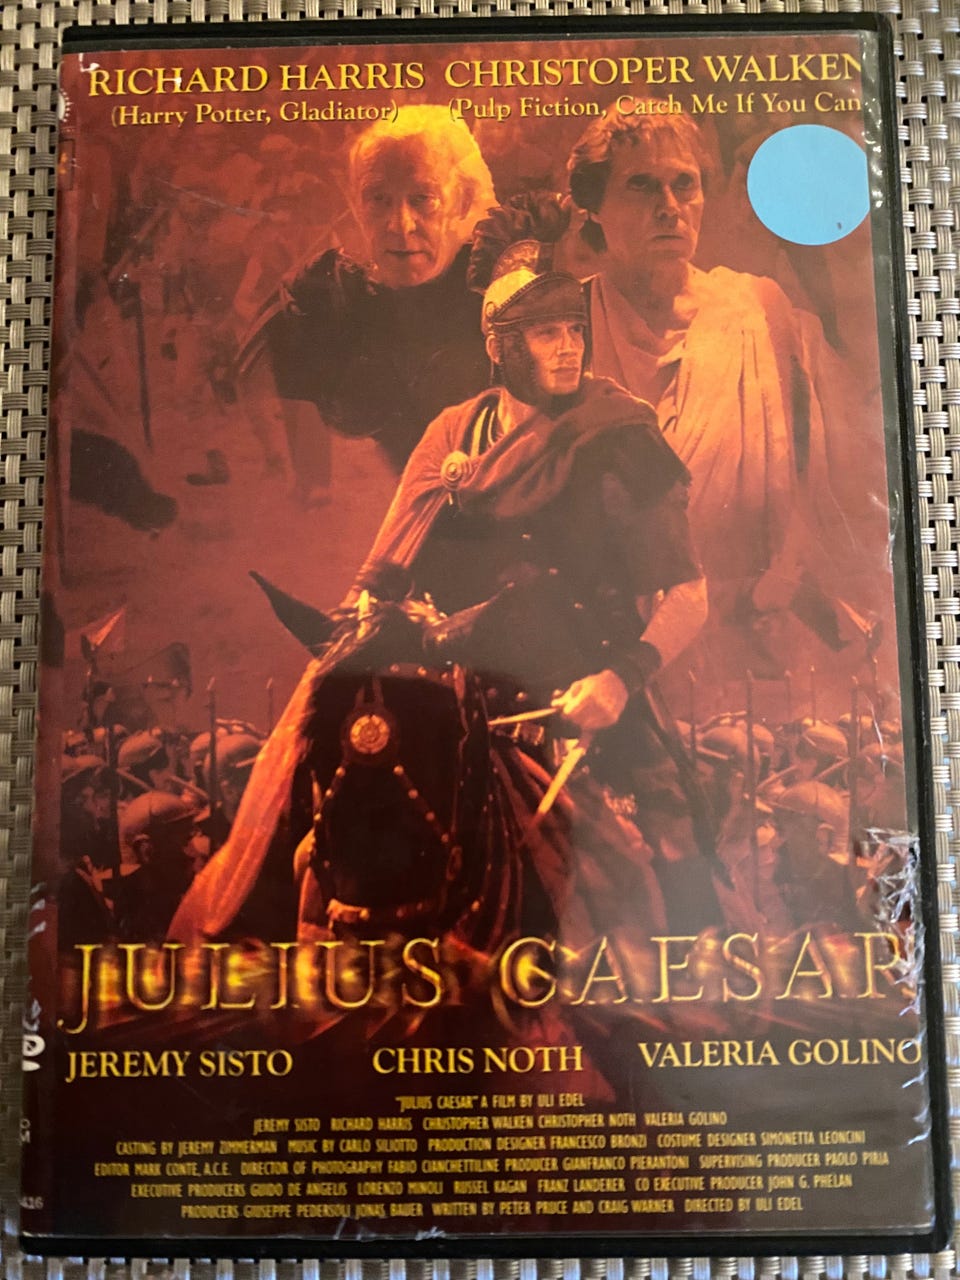 RICHARD HARRIS CHRISTOPER WALKEN
(Harry Potter, Gladiator) (Pulp Fiction, Catch Me If You Can
JULIUS CAESAR
JEREMY SISTO CHRIS NOTH VALERIA GOLINO
"JULIUS CAESAR" A FILM BY ULI EDEL
JEREMY SISTO RICHARD HARRIS CHRISTOPHER WALKEN CHRISTOPHER NOTH VALERIA GOLINO
CASTING BY JEREMY ZIMMERMAN MUSIC BY CARLO SILIOTTO PRODUCTION DESIGNER FRANCESCO BRONZI COSTUME DESIGNER SIMONETTA LEONCINI
EDITOR MARK CONTE, A.C.E. DIRECTOR OF PHOTOGRAPHY FABIO CIANCHETTILINE PRODUCER GIANFRANCO PIERANTONI SUPERVISING PRODUCER PAOLO PIRIA
EXECUTIVE PRODUCERS GUIDO DE ANGELIS LORENZO MINOLI RUSSEL KAGAN FRANZ LANDERER CO EXECUTIVE PRODUCER JOHN G. PHELAN
PRODUCERS GIUSEPPE PEDERSOLI JONAS BAUER WRITTEN BY PETER PRUCE AND CRAIG WARNER DIRECTED BY ULI EDEL
416